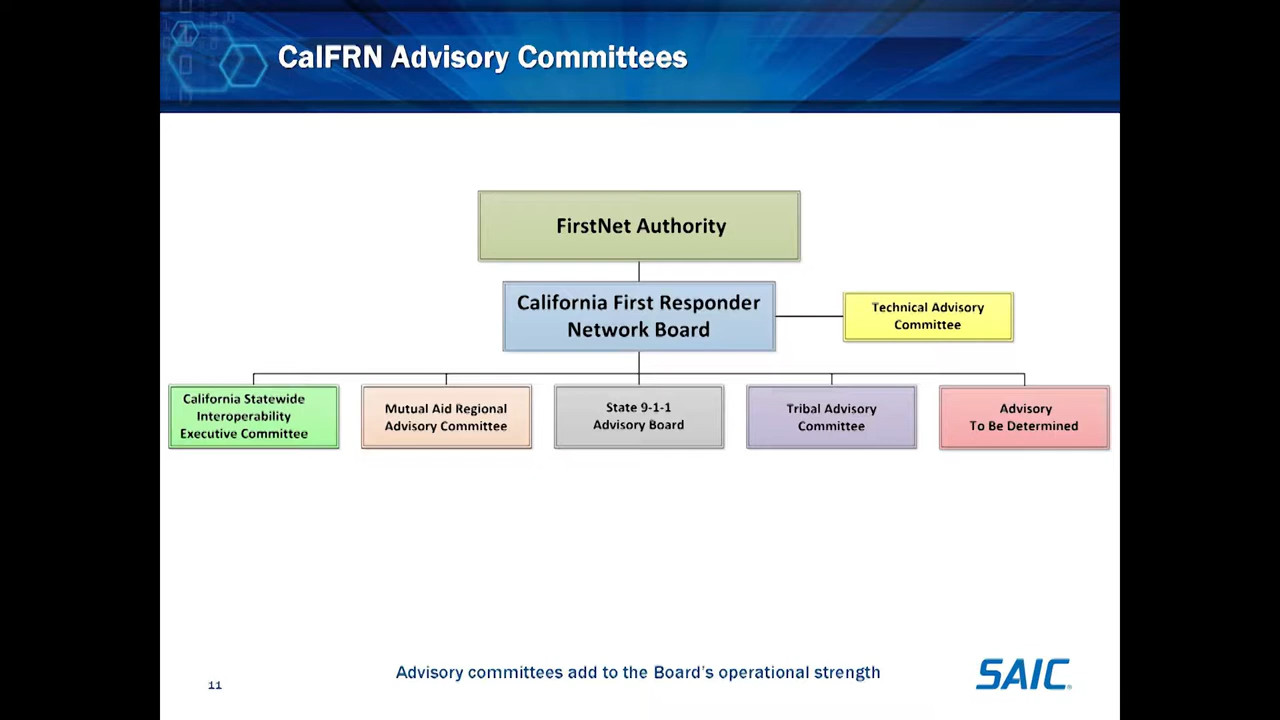 CalFRN Advisory Committees
FirstNet Authority
California First Responder
Network Board
Technical Advisory
Committee
California Statewide
Interoperability
Executive Committee
Mutual Aid Regional
Advisory Committee
State 9-1-1
Advisory Board
Tribal Advisory
Committee
Advisory
To Be Determined
Advisory committees add to the Board's operational strength
11
SAIC